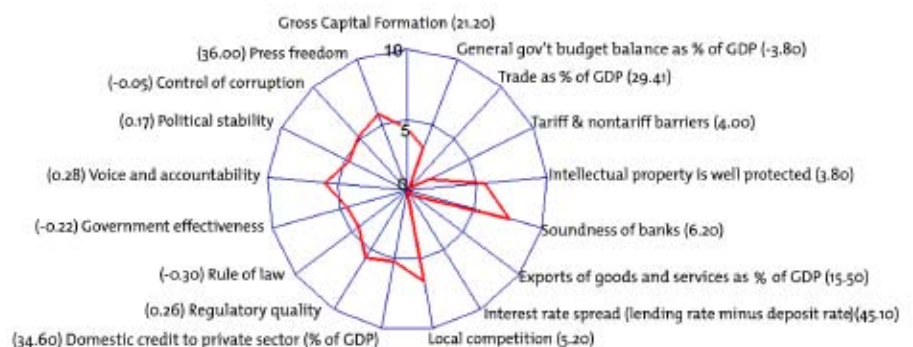 Gross Capital Formation (21.20)
10
General gov't budget balance as % of GDP (-3.80)
(36.00) Press freedom
Trade as % of GDP (29.41)
(-0.05) Control of corruption
(0.17) Political stability
5
Tariff & nontariff barriers (4.00)
(0.28) Voice and accountability
0
Intellectual property is well protected (3.80)
(-0.22) Government effectiveness
Soundness of banks (6.20)
(-0.30) Rule of law
Exports of goods and services as % of GDP (15.50)
(0.26) Regulatory quality
Interest rate spread (lending rate minus deposit rate)(45.10)
(34.60) Domestic credit to private sector (% of GDP)
Local competition (5.20)